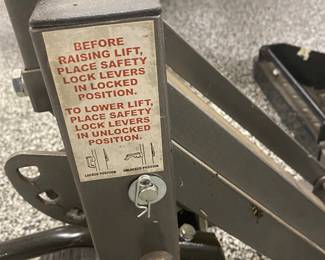 BEFORE
RAISING LIFT,
PLACE SAFETY
LOCK LEVERS
IN LOCKED
POSITION.
TO LOWER LIFT,
PLACE SAFETY
LOCK LEVERS
IN UNLOCKED
POSITION.
LOCKED POSITION UNLOCKED POSITION